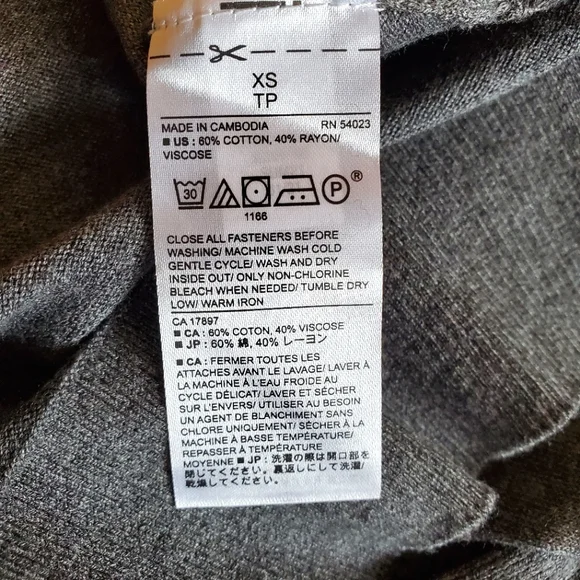 XS
TP
MADE IN CAMBODIA RN 54023
■ US : 60% COTTON, 40% RAYON/
VISCOSE
30 P ®
1166
CLOSE ALL FASTENERS BEFORE
WASHING/ MACHINE WASH COLD
GENTLE CYCLE/ WASH AND DRY
INSIDE OUT/ ONLY NON-CHLORINE
BLEACH WHEN NEEDED/ TUMBLE DRY
LOW/ WARM IRON
CA 17897
■ CA : 60% COTON, 40% VISCOSE
■ JP : 60% 綿, 40% レーヨン
■ CA : FERMER TOUTES LES
ATTACHES AVANT LE LAVAGE/ LAVER À
LA MACHINE À L'EAU FROIDE AU
CYCLE DÉLICAT/ LAVER ET SÉCHER
SUR L'ENVERS/ UTILISER AU BESOIN
UN AGENT DE BLANCHIMENT SANS
CHLORE UNIQUEMENT/ SÉCHER À LA
MACHINE À BASSE TEMPÉRATURE/
REPASSER À TEMPÉRATURE
MOYENNE ■ JP : 洗濯の際は開口部を
閉じてください。裏返しにして洗濯/
乾燥してください。